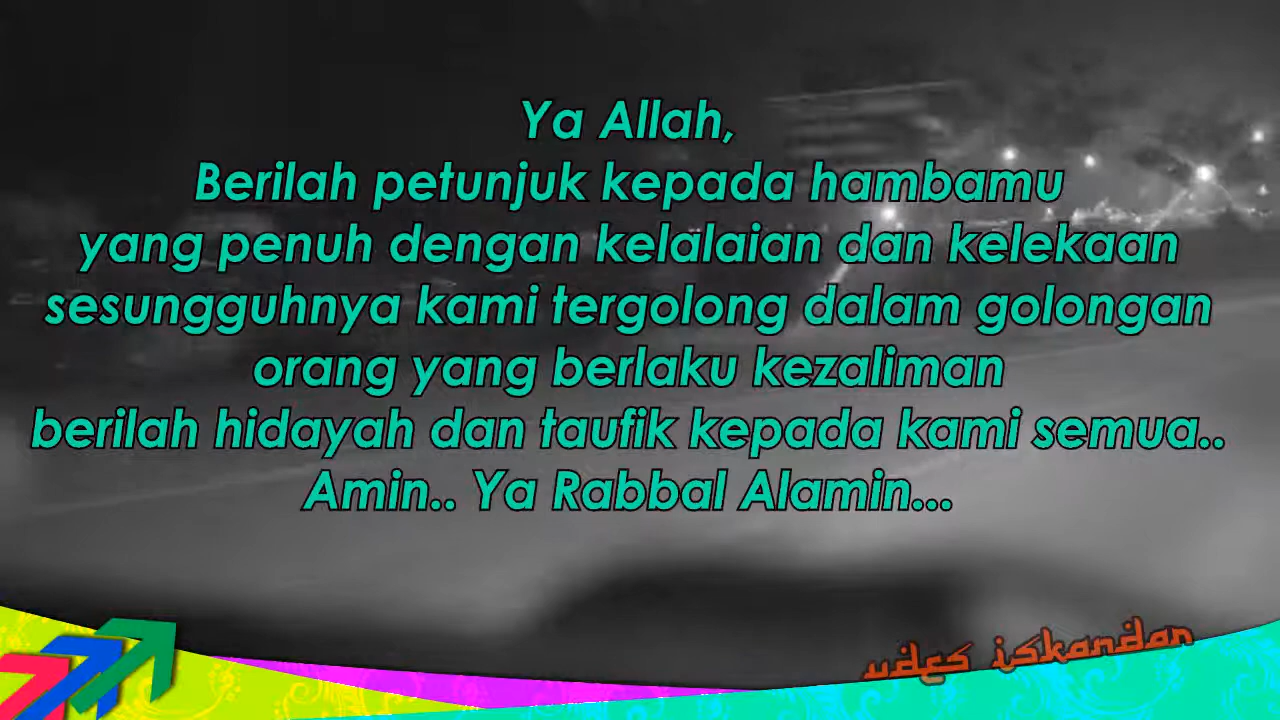 Ya Allah,
Berilah petunjuk kepada hambamu
yang penuh dengan kelalaian dan kelekaan
sesungguhnya kami tergolong dalam golongan
orang yang berlaku kezaliman
berilah hidayah dan taufik kepada kami semua..
Amin.. Ya Rabbal Alamin...
udes iskandar